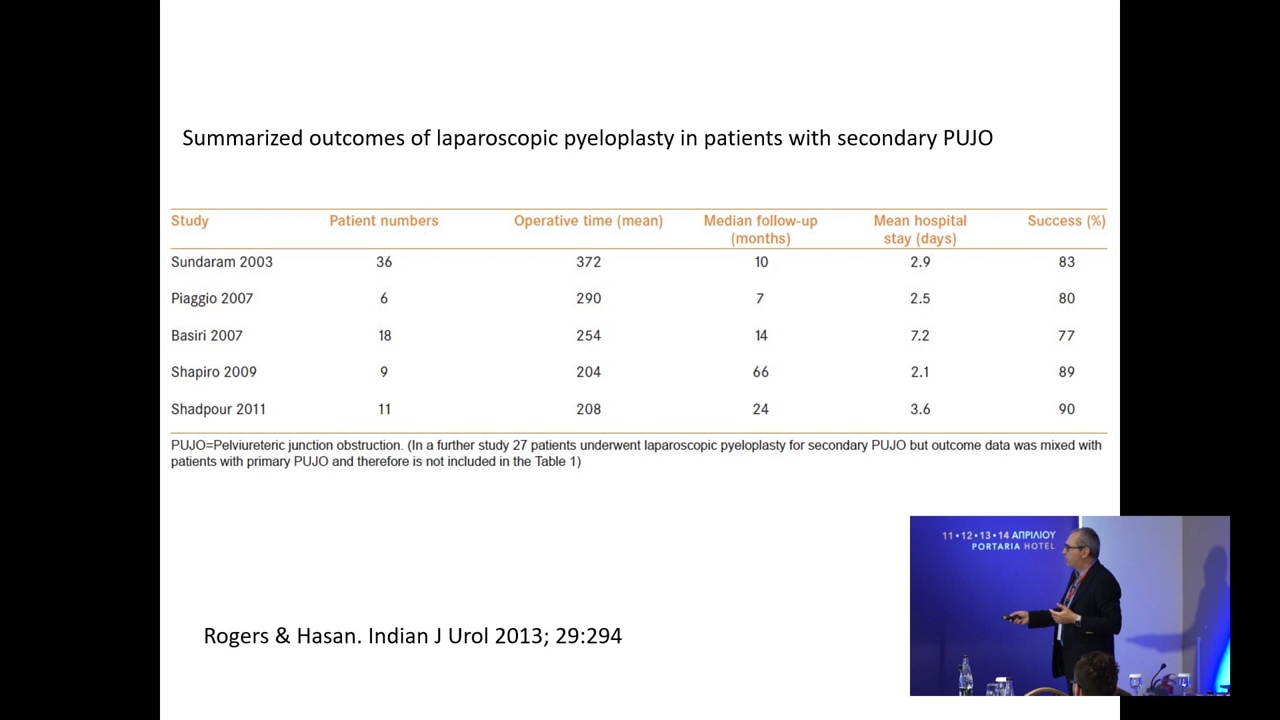 Summarized outcomes of laparoscopic pyeloplasty in patients with secondary PUJO
Study Patient numbers Operative time (mean) Median follow-up (months) Mean hospital stay (days) Success (%)
Sundaram 2003 36 372 10 2.9 83
Piaggio 2007 6 290 7 2.5 80
Basiri 2007 18 254 14 7.2 77
Shapiro 2009 9 204 66 2.1 89
Shadpour 2011 11 208 24 3.6 90
PUJO=Pelviureteric junction obstruction. (In a further study 27 patients underwent laparoscopic pyeloplasty for secondary PUJO but outcome data was mixed with
patients with primary PUJO and therefore is not included in the Table 1)
11•12•13•14 ΑΠΡΙΛΙΟΥ
PORTARIA HOTEL
Rogers & Hasan. Indian J Urol 2013; 29:294